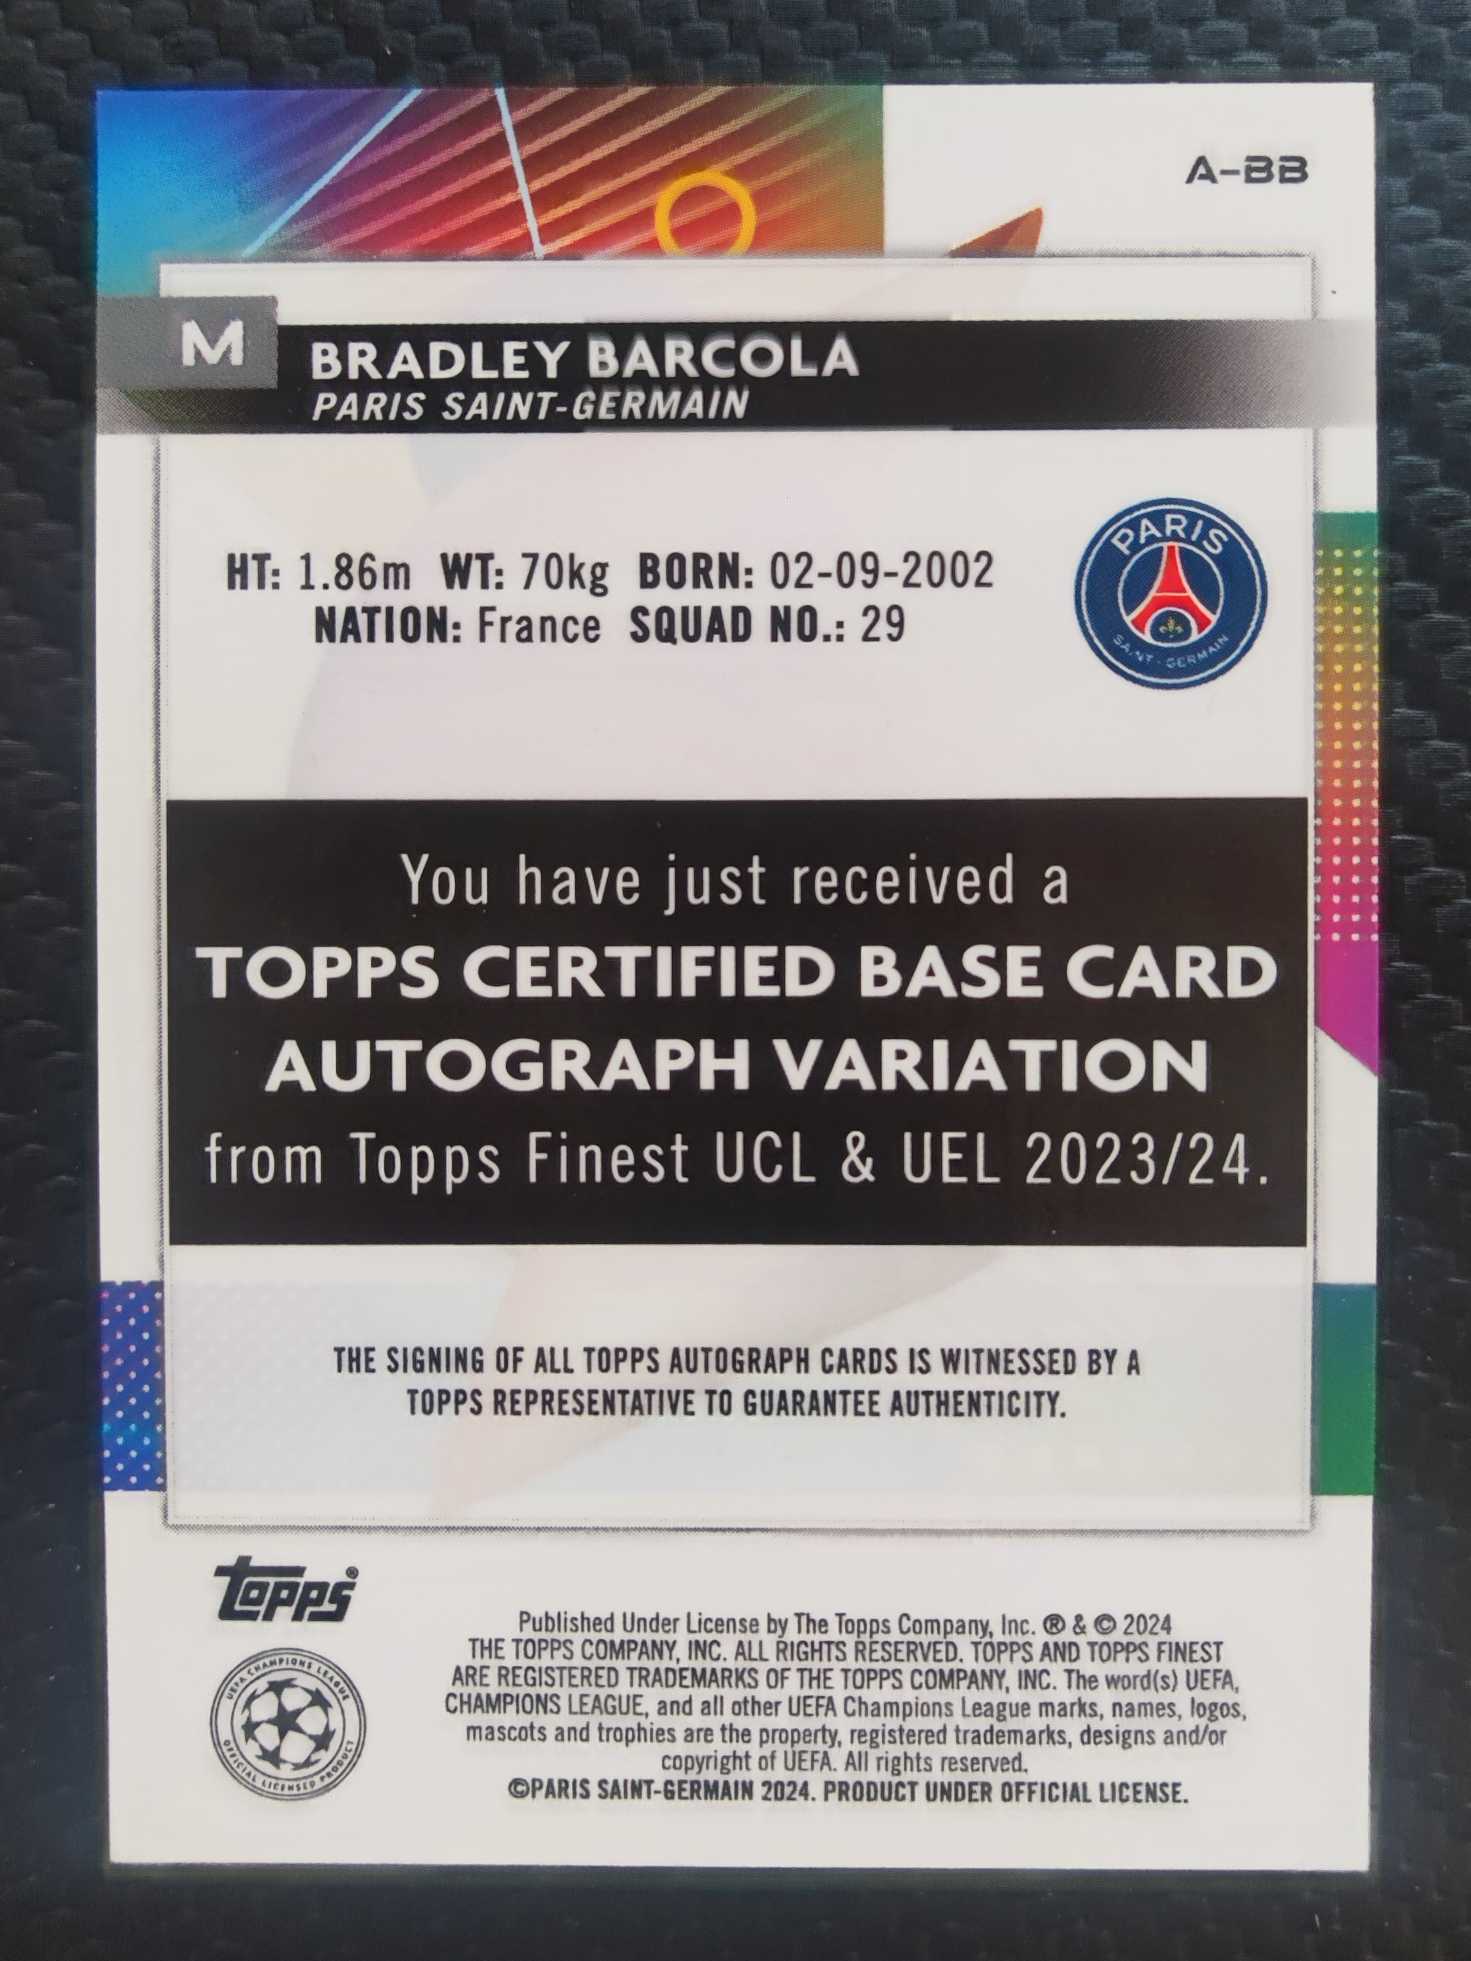 A-BB
M
BRADLEY BARCOLA
PARIS SAINT-GERMAIN
HT: 1.86m WT: 70kg BORN: 02-09-2002
NATION: France SQUAD NO.: 29
PARIS
SAINT-GERMAIN
You have just received a
TOPPS CERTIFIED BASE CARD
AUTOGRAPH VARIATION
from Topps Finest UCL & UEL 2023/24.
THE SIGNING OF ALL TOPPS AUTOGRAPH CARDS IS WITNESSED BY A
TOPPS REPRESENTATIVE TO GUARANTEE AUTHENTICITY.
topps®
UEFA CHAMPIONS LEAGUE
OFFICIAL LICENSED PRODUCT
Published Under License by The Topps Company, Inc. ® & © 2024
THE TOPPS COMPANY, INC. ALL RIGHTS RESERVED. TOPPS AND TOPPS FINEST
ARE REGISTERED TRADEMARKS OF THE TOPPS COMPANY, INC. The word(s) UEFA,
CHAMPIONS LEAGUE, and all other UEFA Champions League marks, names, logos,
mascots and trophies are the property, registered trademarks, designs and/or
copyright of UEFA. All rights reserved.
©PARIS SAINT-GERMAIN 2024. PRODUCT UNDER OFFICIAL LICENSE.